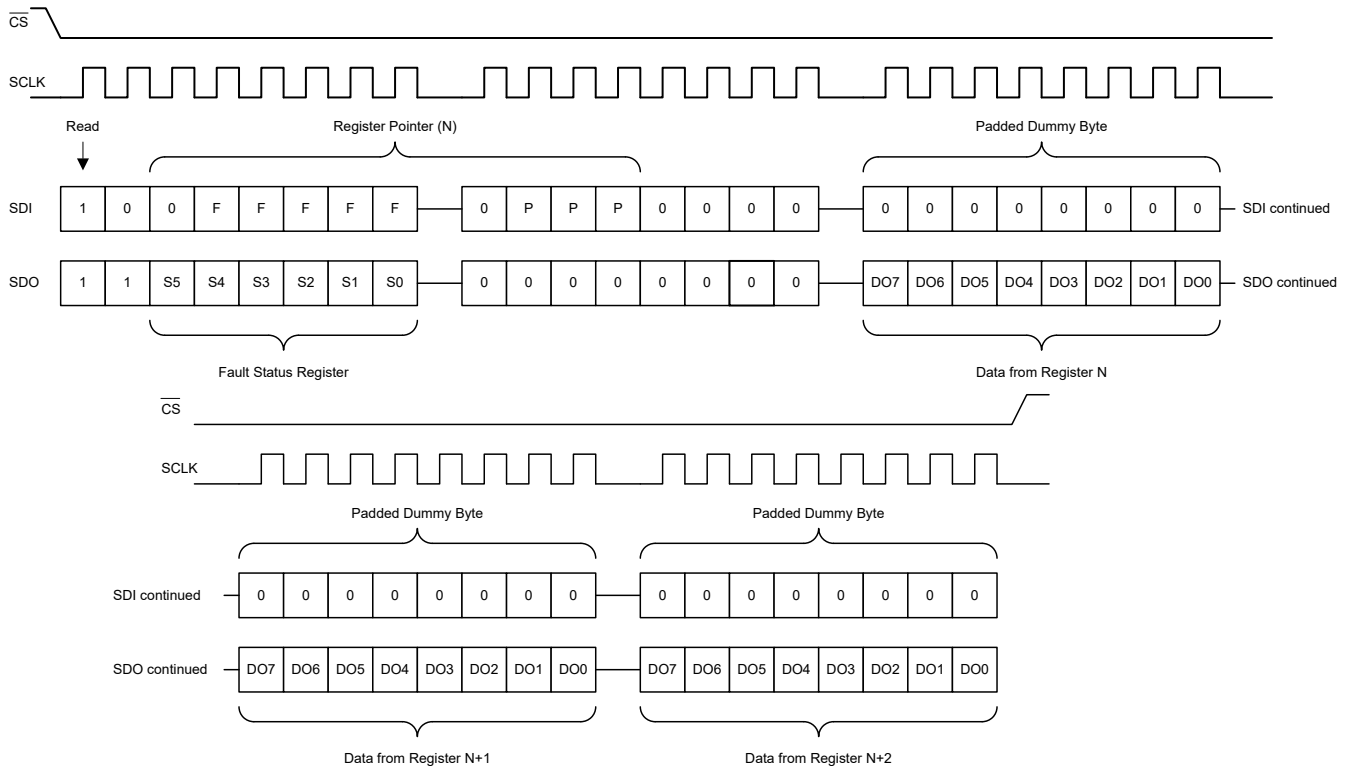 CS
SCLK
Read
Register Pointer (N)
Padded Dummy Byte
SDI 1 0 0 F F F F F 0 P P P 0 0 0 0 0 0 0 0 0 0 0 0 SDI continued
SDO 1 1 S5 S4 S3 S2 S1 S0 0 0 0 0 0 0 0 0 DO7 DO6 DO5 DO4 DO3 DO2 DO1 DO0 SDO continued
Fault Status Register
Data from Register N
CS
SCLK
Padded Dummy Byte
Padded Dummy Byte
SDI continued 0 0 0 0 0 0 0 0 0 0 0 0 0 0 0 0
SDO continued DO7 DO6 DO5 DO4 DO3 DO2 DO1 DO0 DO7 DO6 DO5 DO4 DO3 DO2 DO1 DO0
Data from Register N+1
Data from Register N+2